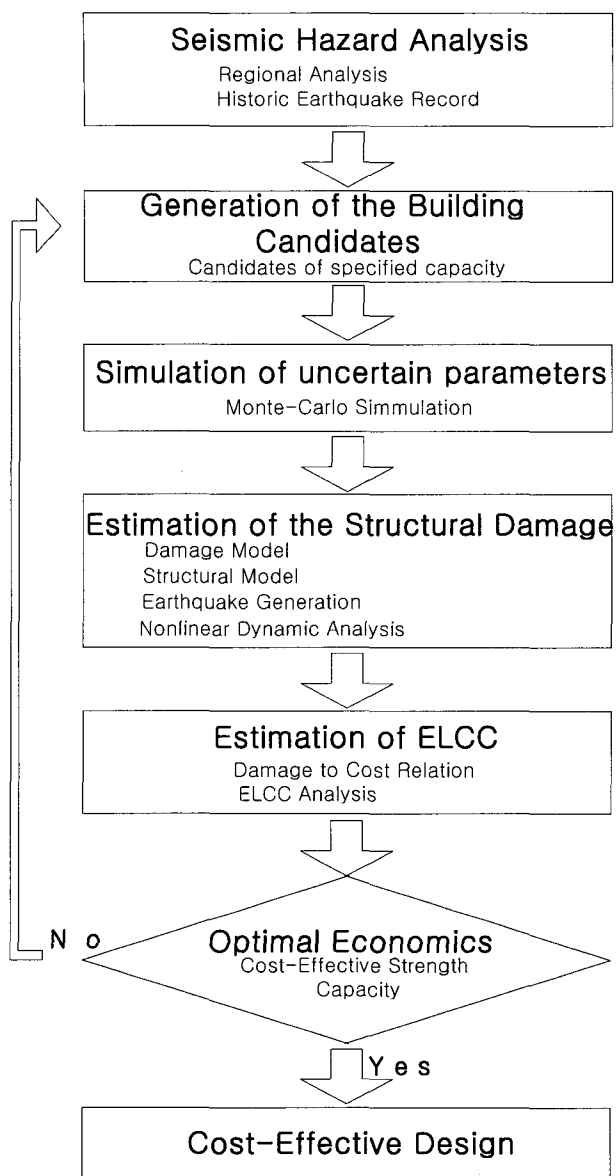 Seismic Hazard Analysis
Regional Analysis
Historic Earthquake Record
Generation of the Building
Candidates
Candidates of specified capacity
Simulation of uncertain parameters
Monte-Carlo Simmulation
Estimation of the Structural Damage
Damage Model
Structural Model
Earthquake Generation
Nonlinear Dynamic Analysis
Estimation of ELCC
Damage to Cost Relation
ELCC Analysis
No
Optimal Economics
Cost-Effective Strength
Capacity
Yes
Cost-Effective Design